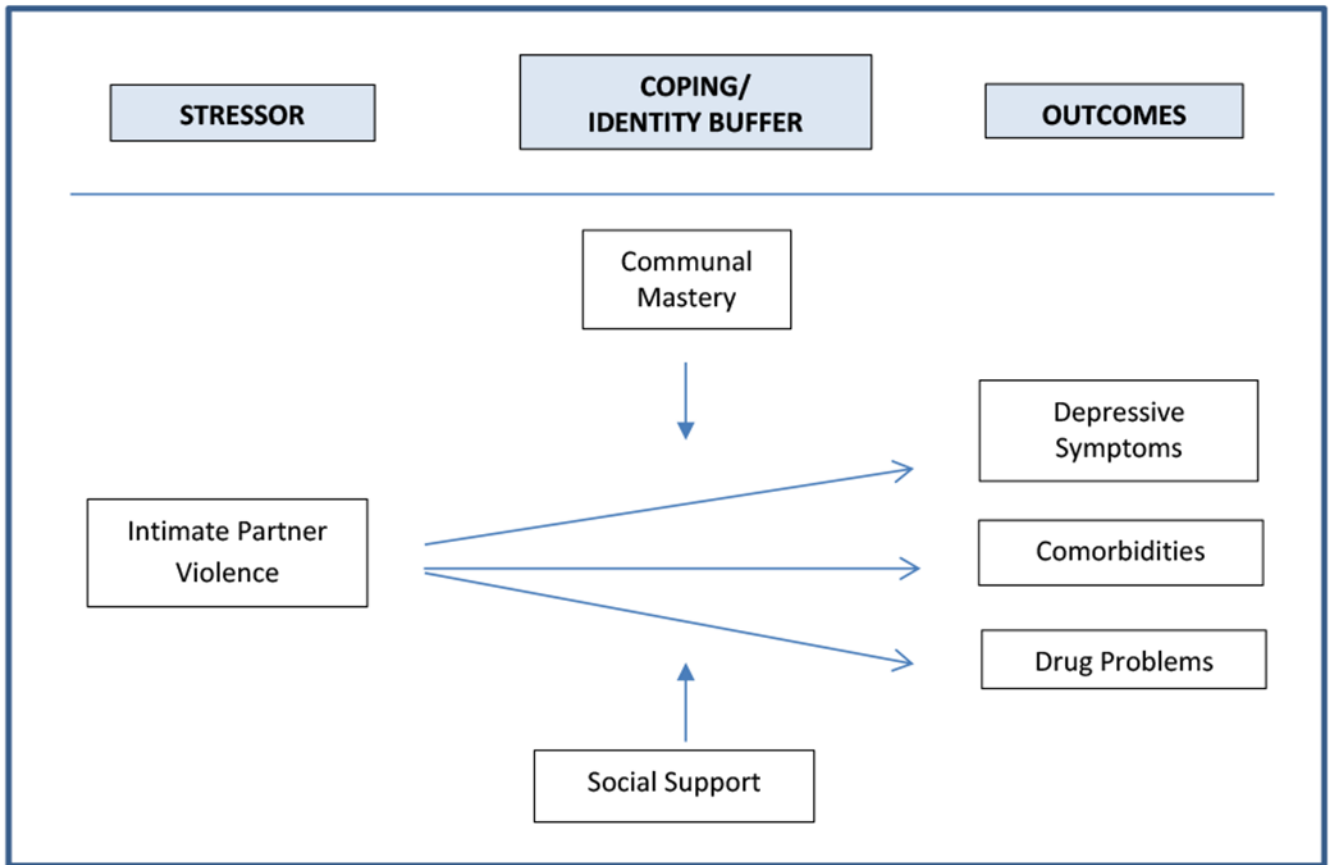 STRESSOR
COPING/
IDENTITY BUFFER
OUTCOMES
Communal
Mastery
Depressive
Symptoms
Intimate Partner
Violence
Comorbidities
Drug Problems
Social Support